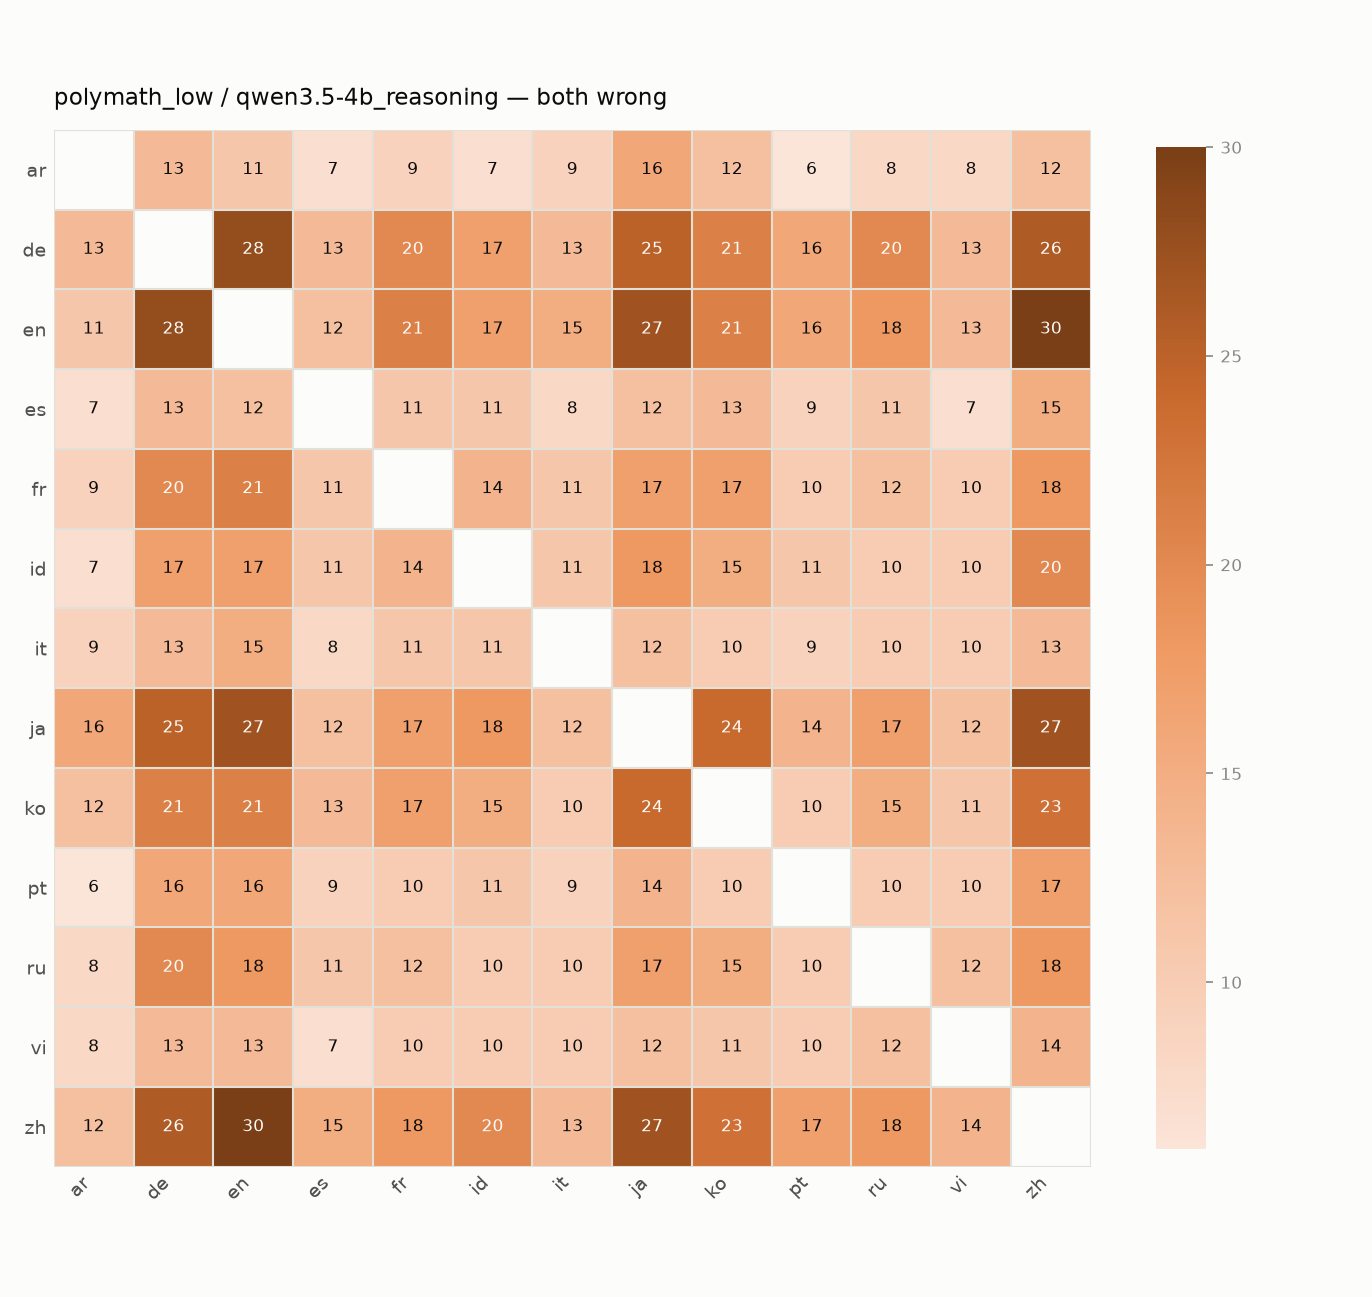 polymath_low / qwen3.5-4b_reasoning — both wrong
ar 13 11 7 9 7 9 16 12 6 8 8 12
de 13 28 13 20 17 13 25 21 16 20 13 26
en 11 28 12 21 17 15 27 21 16 18 13 30
es 7 13 12 11 11 8 12 13 9 11 7 15
fr 9 20 21 11 14 11 17 17 10 12 10 18
id 7 17 17 11 14 11 18 15 11 10 10 20
it 9 13 15 8 11 11 12 10 9 10 10 13
ja 16 25 27 12 17 18 12 24 14 17 12 27
ko 12 21 21 13 17 15 10 24 10 15 11 23
pt 6 16 16 9 10 11 9 14 10 10 10 17
ru 8 20 18 11 12 10 10 17 15 10 12 18
vi 8 13 13 7 10 10 10 12 11 10 12 14
zh 12 26 30 15 18 20 13 27 23 17 18 14
ar de en es fr id it ja ko pt ru vi zh
30
25
20
15
10